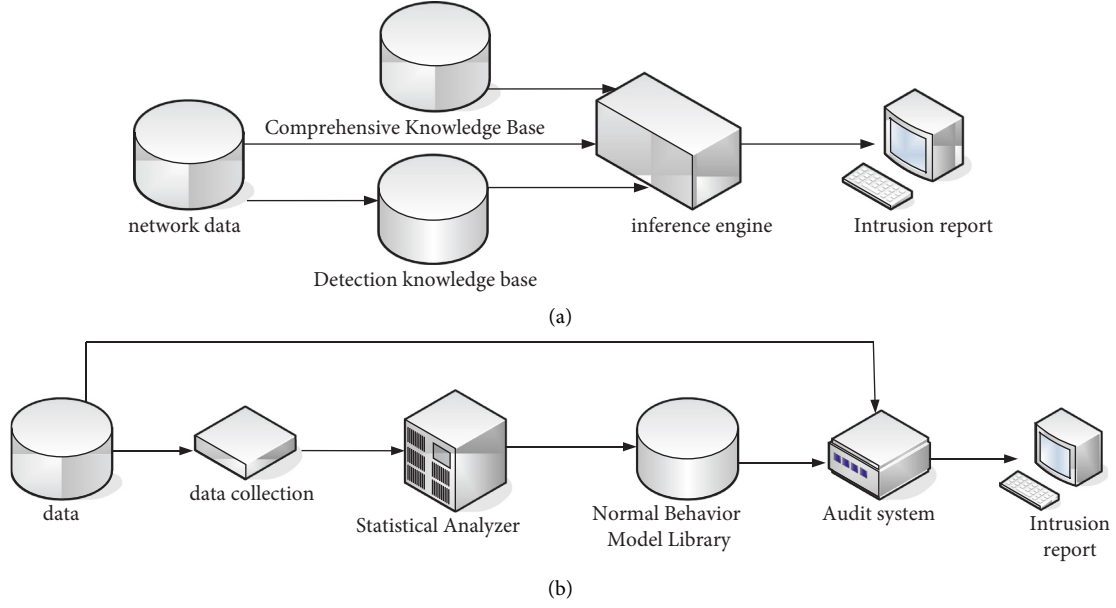 Comprehensive Knowledge Base
network data
inference engine
Intrusion report
Detection knowledge base
(a)
data
data collection
Statistical Analyzer
Normal Behavior
Model Library
Audit system
Intrusion
report
(b)